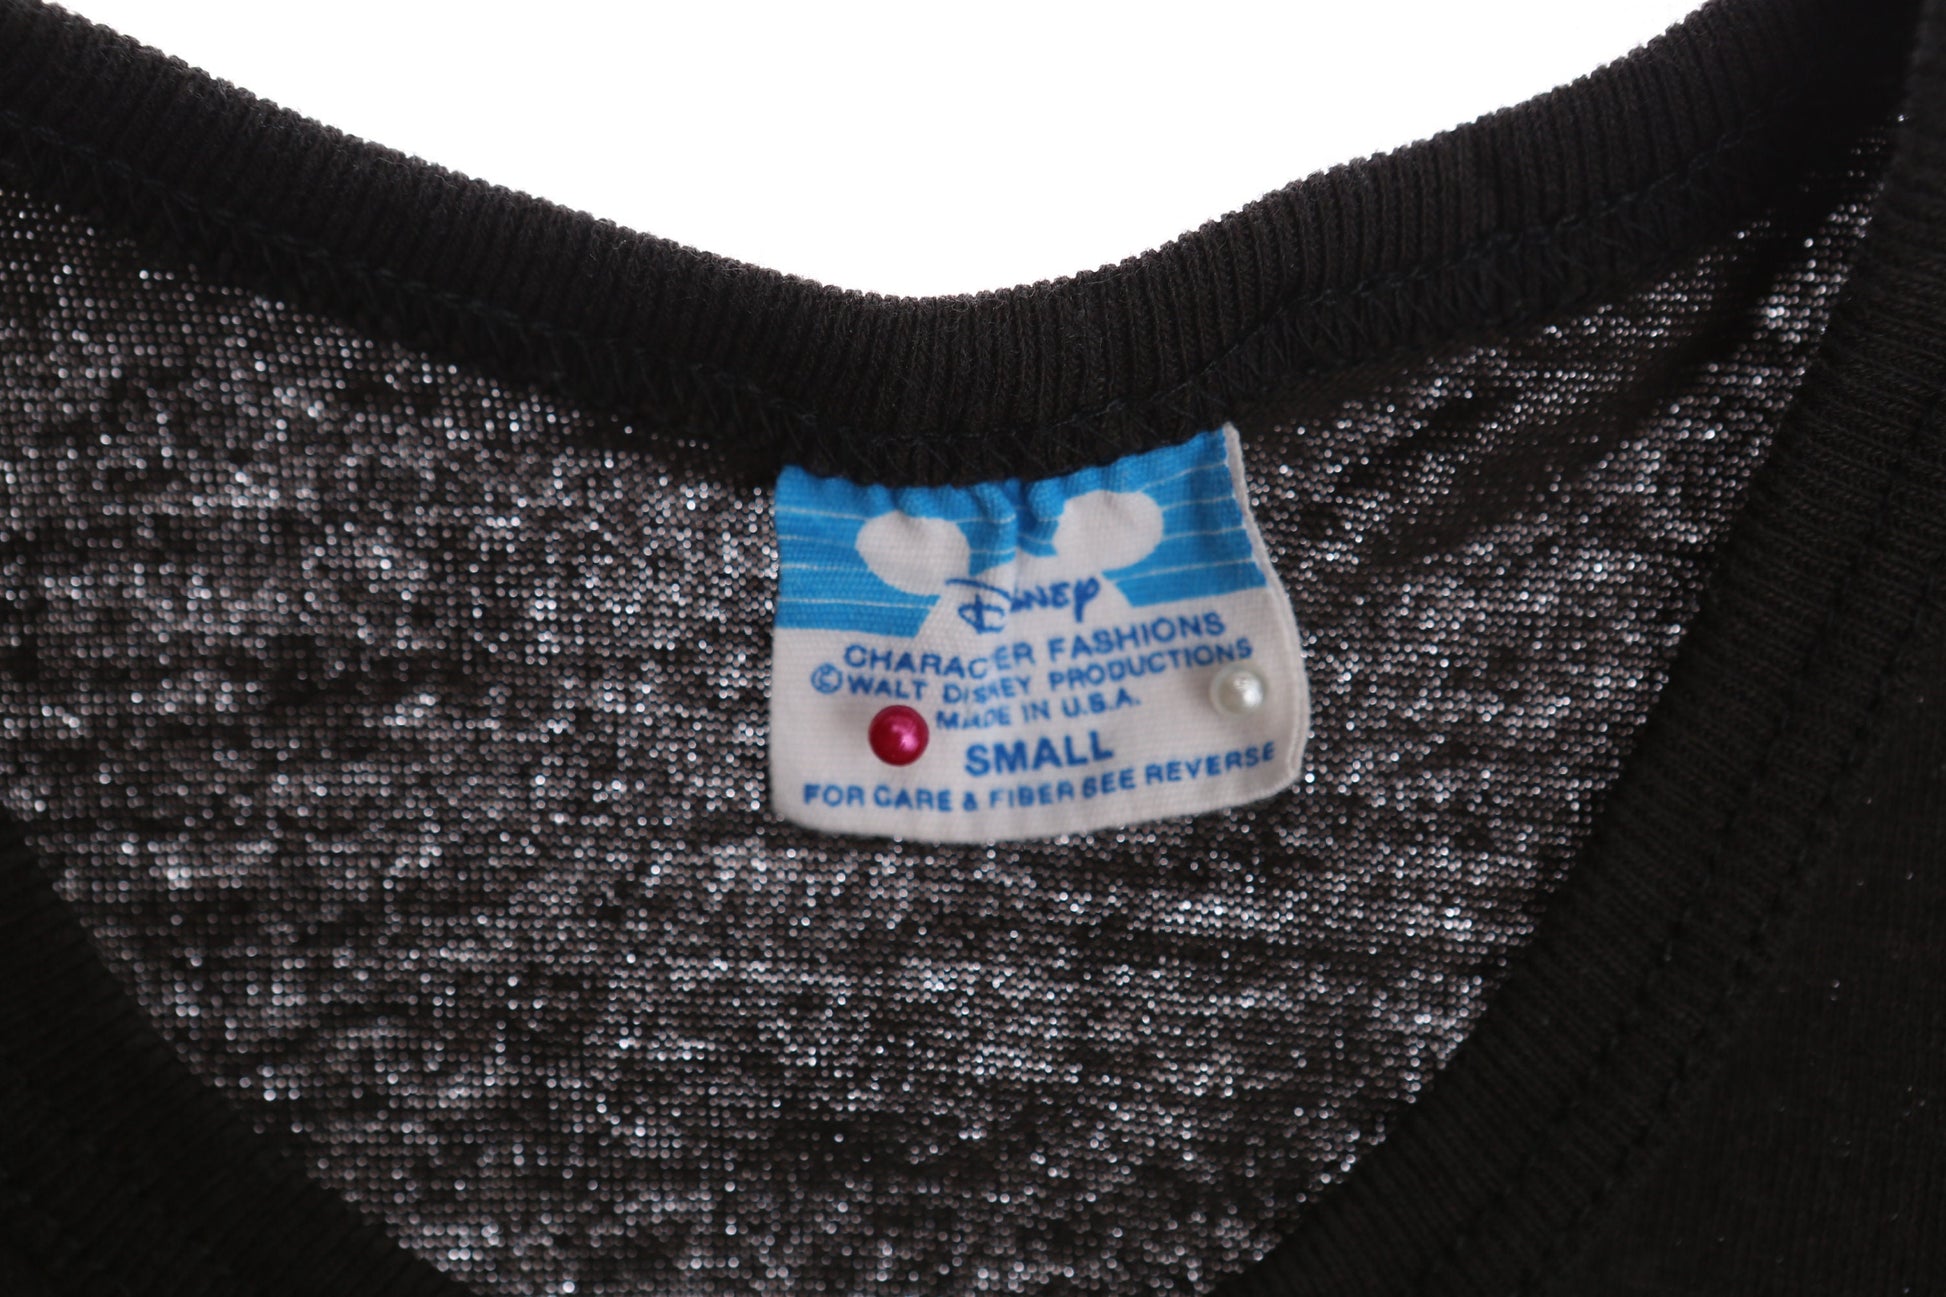 Disney
CHARACTER FASHIONS
©WALT DISNEY PRODUCTIONS
MADE IN U.S.A.
SMALL
FOR CARE & FIBER SEE REVERSE